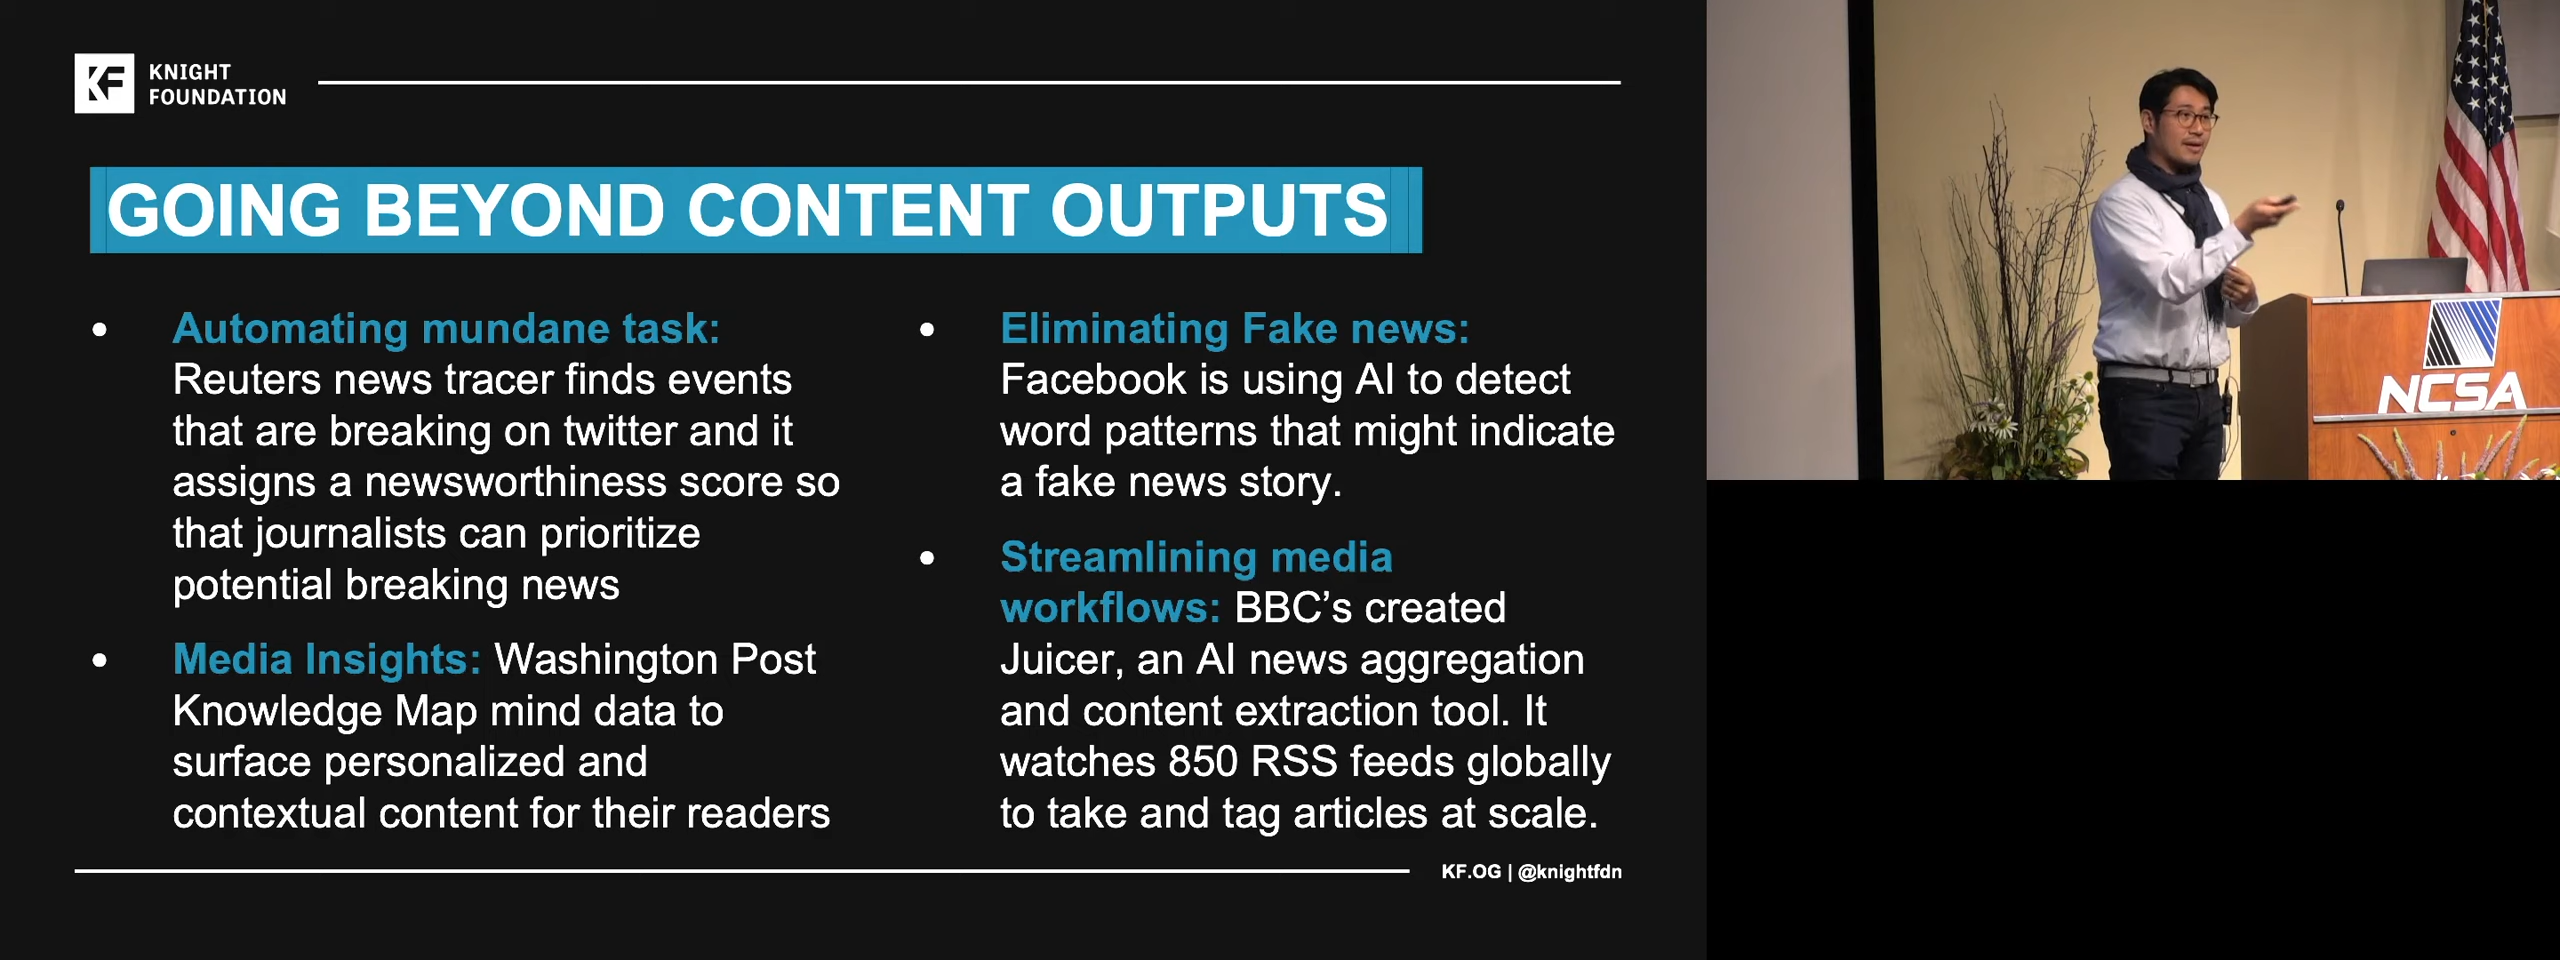 KNIGHT
FOUNDATION
GOING BEYOND CONTENT OUTPUTS
• Automating mundane task:
Reuters news tracer finds events
that are breaking on twitter and it
assigns a newsworthiness score so
that journalists can prioritize
potential breaking news
• Media Insights: Washington Post
Knowledge Map mind data to
surface personalized and
contextual content for their readers
• Eliminating Fake news:
Facebook is using AI to detect
word patterns that might indicate
a fake news story.
• Streamlining media
workflows: BBC’s created
Juicer, an AI news aggregation
and content extraction tool. It
watches 850 RSS feeds globally
to take and tag articles at scale.
KF.OG | @knightfdn
KF
NCSA